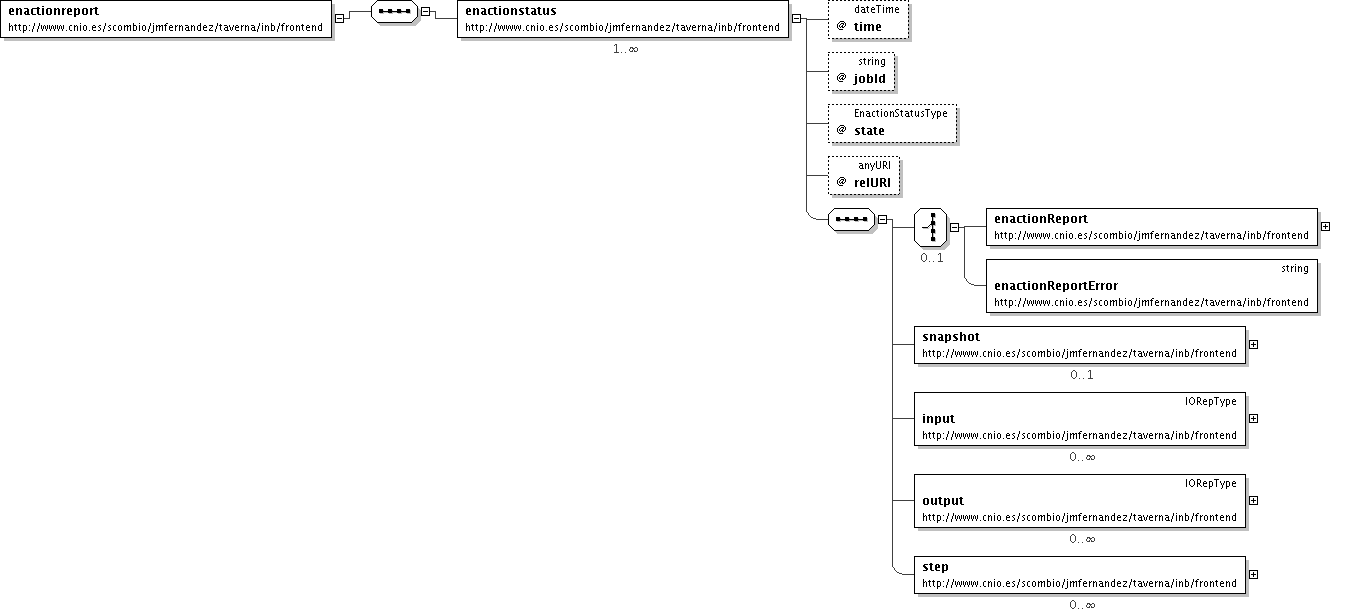 enactionreport
http://www.cnio.es/scombio/jmfernandez/taverna/inb/frontend
enactionstatus
http://www.cnio.es/scombio/jmfernandez/taverna/inb/frontend
1..∞
dateTime
@ time
string
@ jobId
EnactionStatusType
@ state
anyURI
@ relURI
0..1
enactionReport
http://www.cnio.es/scombio/jmfernandez/taverna/inb/frontend
string
enactionReportError
http://www.cnio.es/scombio/jmfernandez/taverna/inb/frontend
snapshot
http://www.cnio.es/scombio/jmfernandez/taverna/inb/frontend
0..1
IORepType
input
http://www.cnio.es/scombio/jmfernandez/taverna/inb/frontend
0..∞
IORepType
output
http://www.cnio.es/scombio/jmfernandez/taverna/inb/frontend
0..∞
step
http://www.cnio.es/scombio/jmfernandez/taverna/inb/frontend
0..∞